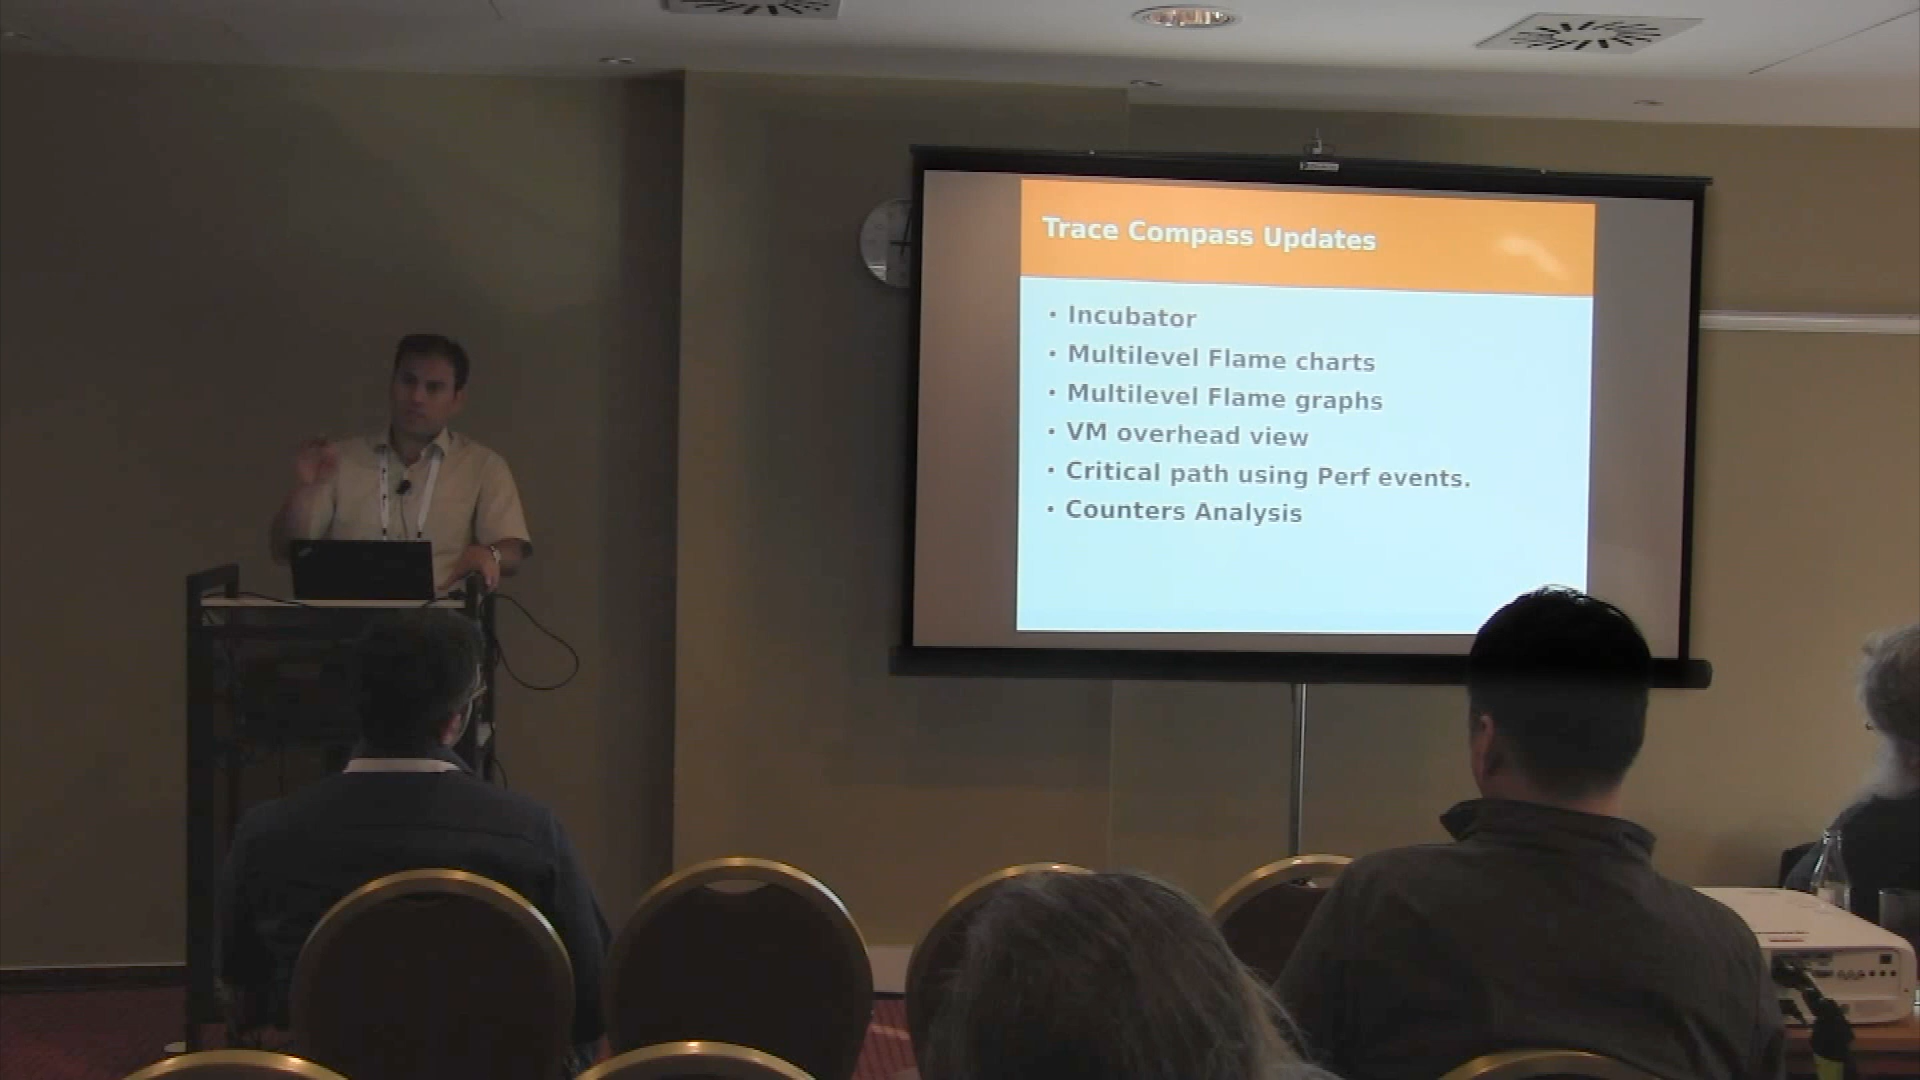 Trace Compass Updates
• Incubator
• Multilevel Flame charts
• Multilevel Flame graphs
• VM overhead view
• Critical path using Perf events.
• Counters Analysis